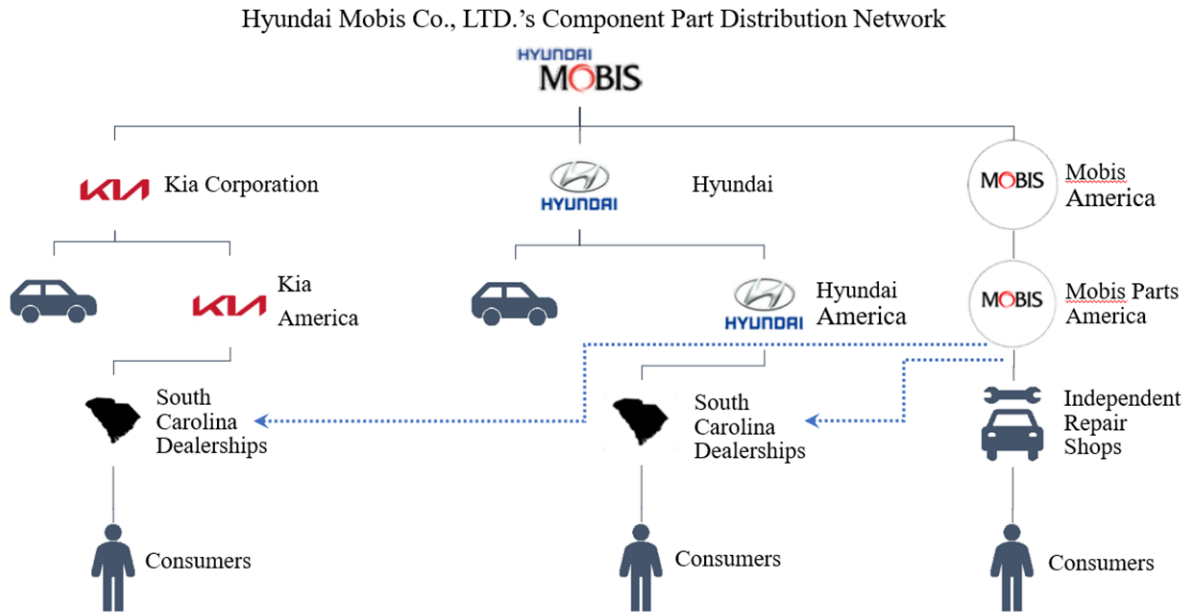 Hyundai Mobis Co., LTD.’s Component Part Distribution Network
HYUNDAI
MOBIS
KIA
Kia Corporation
HYUNDAI
Hyundai
MOBIS
Mobis
America
KIA
Kia
America
HYUNDAI
Hyundai
America
MOBIS
Mobis Parts
America
South
Carolina
Dealerships
South
Carolina
Dealerships
Independent
Repair
Shops
Consumers
Consumers
Consumers